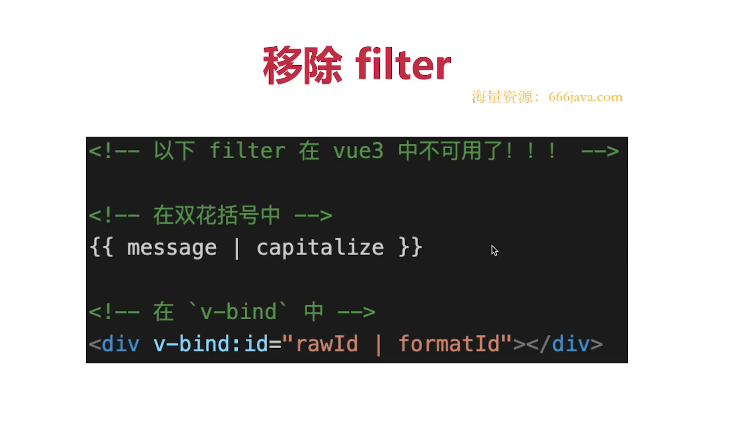 移除 filter
海量资源：666java.com
<!-- 以下 filter 在 vue3 中不可用了！！！ -->
<!-- 在双花括号中 -->
{{ message | capitalize }}
<!-- 在 `v-bind` 中 -->
<div v-bind:id="rawId | formatId"></div>